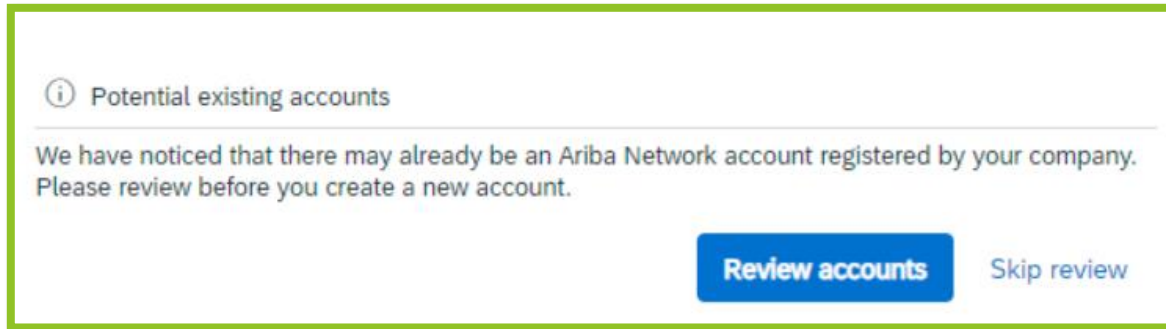 Potential existing accounts
We have noticed that there may already be an Ariba Network account registered by your company.
Please review before you create a new account.
Review accounts Skip review